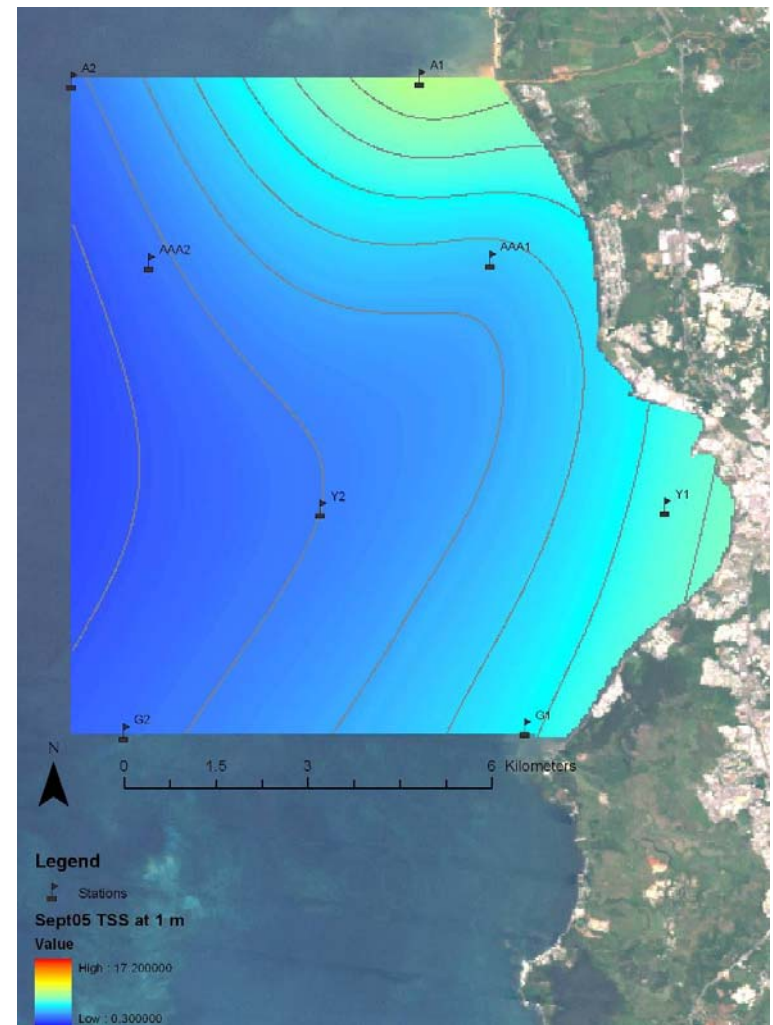 A2
A1
AAA2
AAA1
Y2
Y1
G2
G1
N
0 1.5 3 6 Kilometers
Legend
Stations
Sept05 TSS at 1 m
Value
High : 17.200000
Low : 0.300000